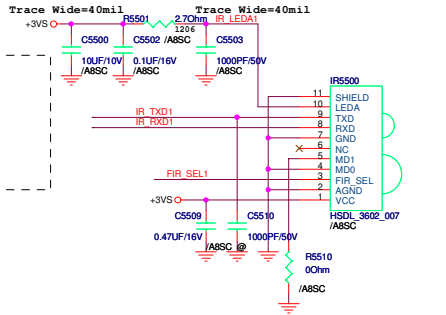 Trace Wide=40mil Trace Wide=40mil
+3VS R5501 2.7Ohm IR_LEDA1
1206
C5500 C5502 /A8SC C5503
10UF/10V 0.1UF/16V 1000PF/50V
/A8SC /A8SC /A8SC
IR5500
11 SHIELD
10 LEDA
IR_TXD1 9 TXD
IR_RXD1 8 RXD
7 GND
6 NC
5 MD1
4 MD0
FIR_SEL1 3 FIR_SEL
2 AGND
+3VS 1 VCC
C5509 C5510 HSDL_3602_007
/A8SC
0.47UF/16V 1000PF/50V
/A8SC @
R5510
0Ohm
/A8SC